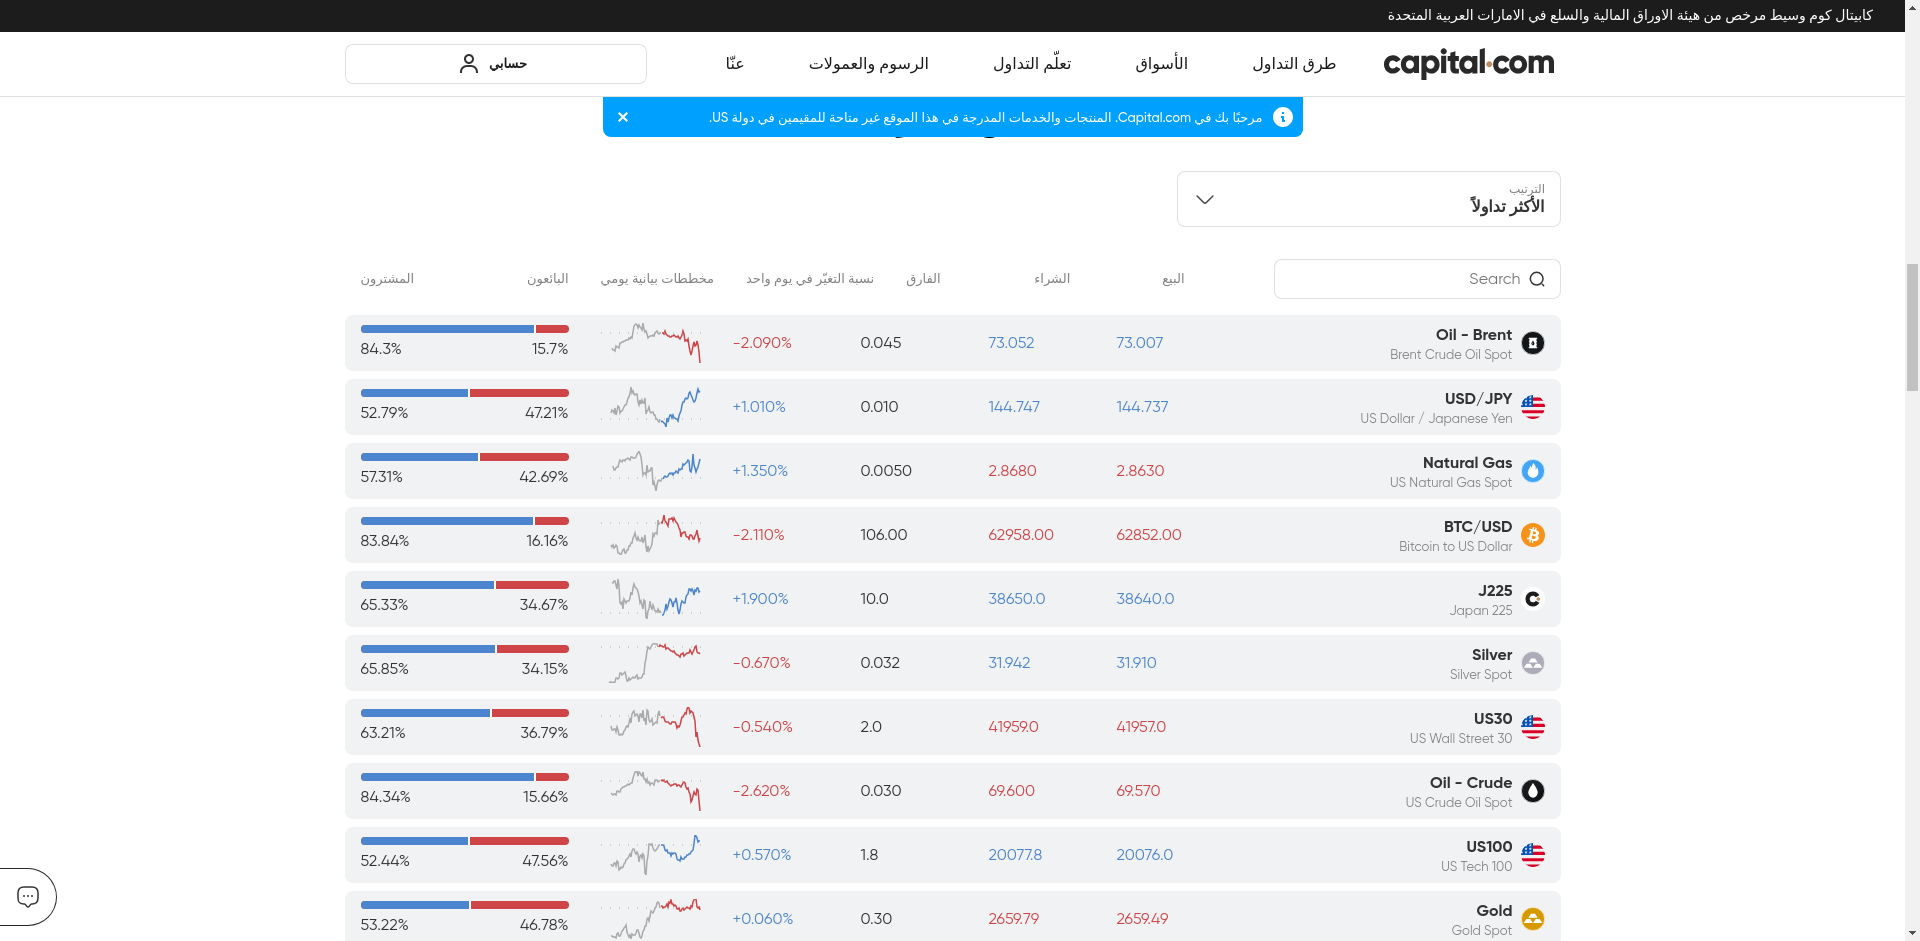 كابيتال كوم وسيط مرخص من هيئة الاوراق المالية والسلع في الامارات العربية المتحدة
capital.com
طرق التداول
الأسواق
تعلّم التداول
الرسوم والعمولات
عنّا
حسابي
مرحبًا بك في Capital.com. المنتجات والخدمات المدرجة في هذا الموقع غير متاحة للمقيمين في دولة US.
الترتيب
الأكثر تداولاً
Search
البيع
الشراء
الفارق
نسبة التغيّر في يوم واحد
مخططات بيانية يومي
البائعون
المشترون
Oil - Brent
Brent Crude Oil Spot
73.007
73.052
0.045
-2.090%
15.7%
84.3%
USD/JPY
US Dollar / Japanese Yen
144.737
144.747
0.010
+1.010%
47.21%
52.79%
Natural Gas
US Natural Gas Spot
2.8630
2.8680
0.0050
+1.350%
42.69%
57.31%
BTC/USD
Bitcoin to US Dollar
62852.00
62958.00
106.00
-2.110%
16.16%
83.84%
J225
Japan 225
38640.0
38650.0
10.0
+1.900%
34.67%
65.33%
Silver
Silver Spot
31.910
31.942
0.032
-0.670%
34.15%
65.85%
US30
US Wall Street 30
41957.0
41959.0
2.0
-0.540%
36.79%
63.21%
Oil - Crude
US Crude Oil Spot
69.570
69.600
0.030
-2.620%
15.66%
84.34%
US100
US Tech 100
20076.0
20077.8
1.8
+0.570%
47.56%
52.44%
Gold
Gold Spot
2659.49
2659.79
0.30
+0.060%
46.78%
53.22%